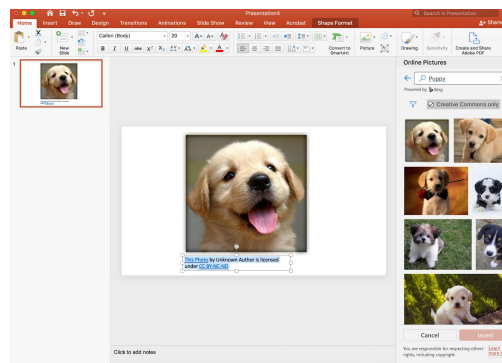 Presentation4
Search in Presentation
Home Insert Draw Design Transitions Animations Slide Show Review View Acrobat Shape Format
Share
Calibri (Body) 20
Paste
New
Slide
Convert to
SmartArt
Picture
Drawing
Sensitivity
Create and Share
Adobe PDF
1
This Photo by Unknown Author is licensed
under CC BY-NC-ND
Click to add notes
Online Pictures
Puppy
Powered by Bing
Creative Commons only
Cancel Insert
You are responsible for respecting others'
rights, including copyright.
Learn